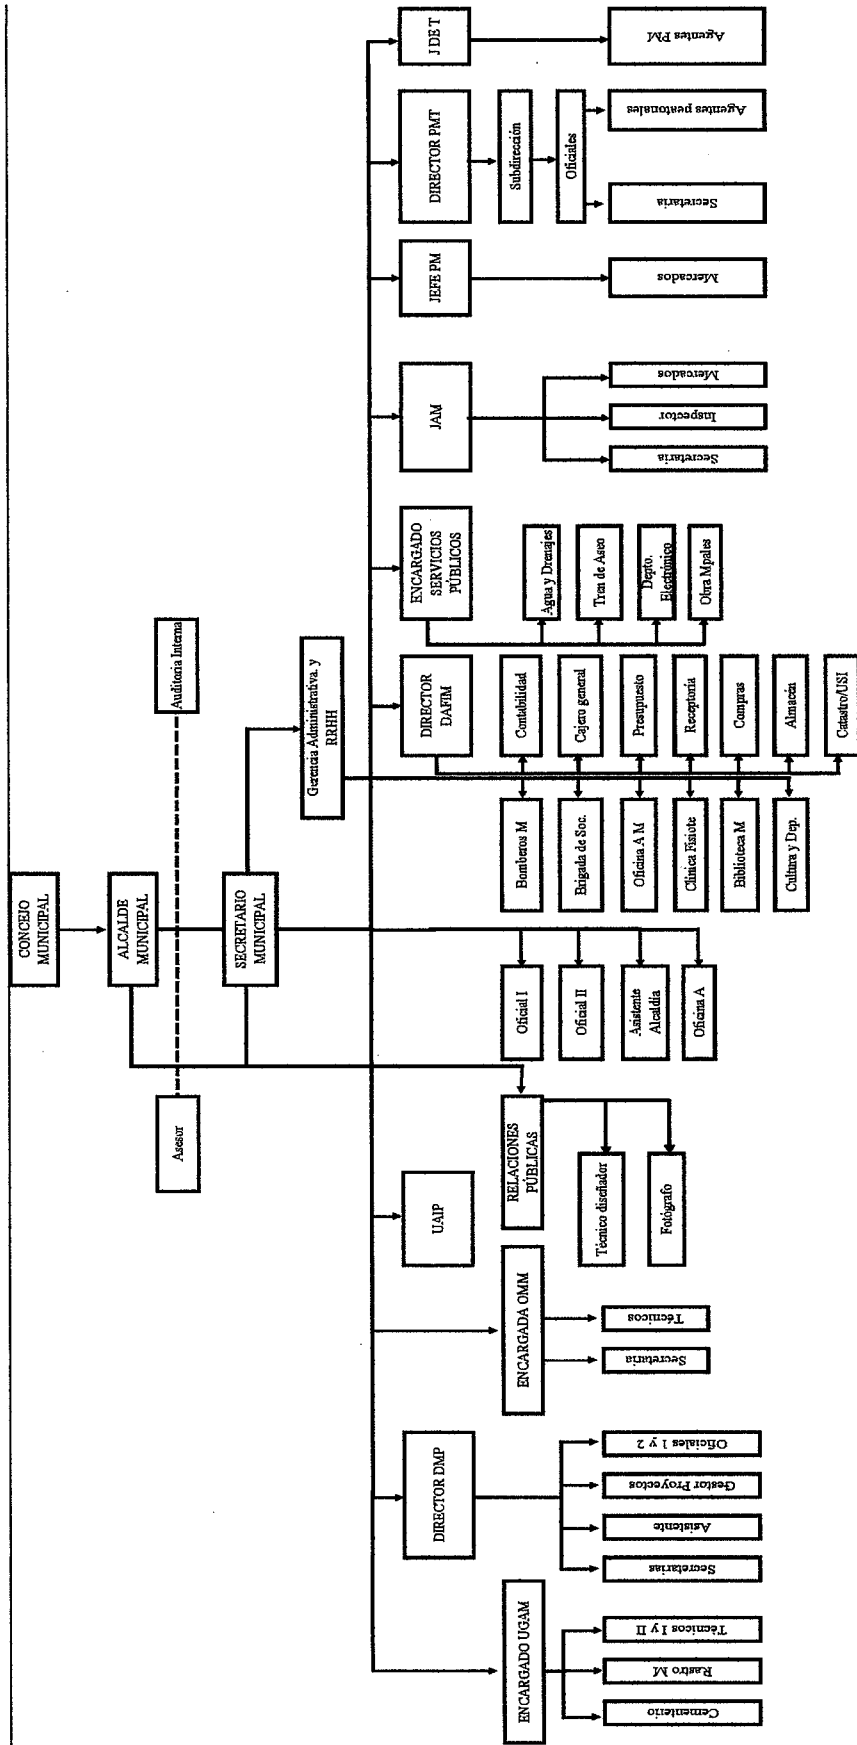 CONCEJO
MUNICIPAL
ALCALDE
MUNICIPAL
Asesor
Auditoria Interna
SECRETARIO
MUNICIPAL
Gerencia Administrativa. y
RRHH
ENCARGADO UGAM
Cementerio
Rastro M
Técnicos I y II
DIRECTOR DMP
Secretarias
Asistente
Gestor Proyectos
Oficiales 1 y 2
ENCARGADA OMM
Secretaria
Técnicos
UAIP
RELACIONES
PÚBLICAS
Técnico diseñador
Fotógrafo
Oficial I
Oficial II
Asistente
Alcaldía
Oficina A
Bomberos M
Brigada de Soc.
Oficina A M
Clínica Fisiote
Biblioteca M
Cultura y Dep.
DIRECTOR
DAFIM
Contabilidad
Cajero general
Presupuesto
Receptoría
Compras
Almacén
Catastro/USI
ENCARGADO
SERVICIOS
PÚBLICOS
Agua y Drenajes
Tren de Aseo
Depto.
Electrónico
Obra Mpales
JAM
Secretaria
Inspector
Mercados
JEFE PM
Mercados
DIRECTOR PMT
Subdirección
Oficiales
Secretaria
Agentes peatonales
J DE T
Agentes PM